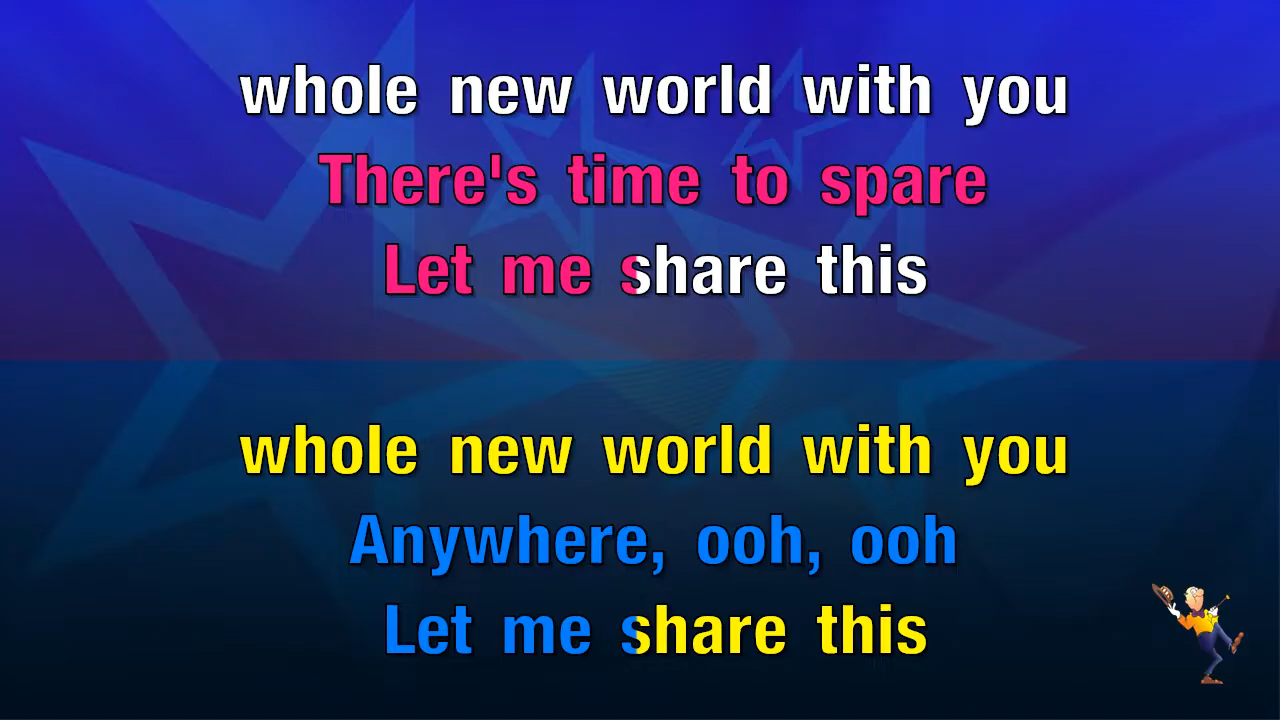 whole new world with you
There's time to spare
Let me share this
whole new world with you
Anywhere, ooh, ooh
Let me share this